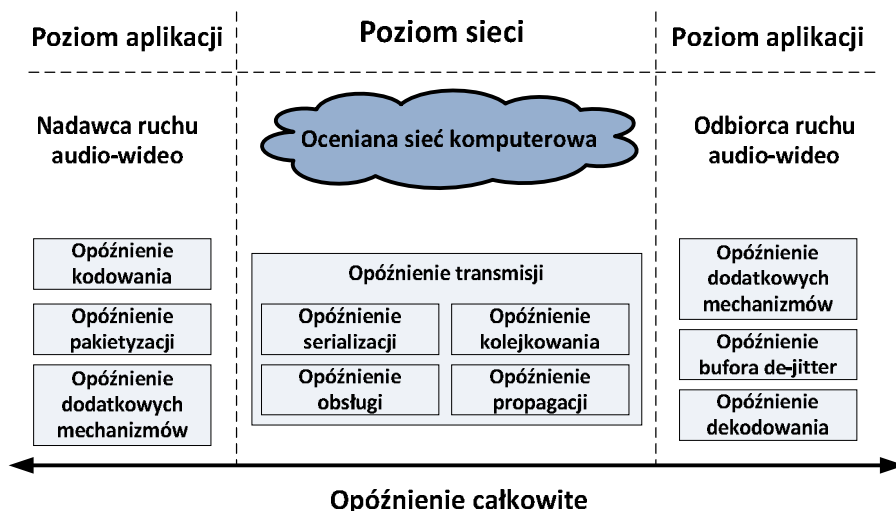 Poziom aplikacji
Poziom sieci
Poziom aplikacji
Nadawca ruchu
audio-wideo
Oceniana sieć komputerowa
Odbiorca ruchu
audio-wideo
Opóźnienie
kodowania
Opóźnienie
pakietyzacji
Opóźnienie
dodatkowych
mechanizmów
Opóźnienie transmisji
Opóźnienie
serializacji
Opóźnienie
kolejkowania
Opóźnienie
obsługi
Opóźnienie
propagacji
Opóźnienie
dodatkowych
mechanizmów
Opóźnienie
bufora de-jitter
Opóźnienie
dekodowania
Opóźnienie całkowite